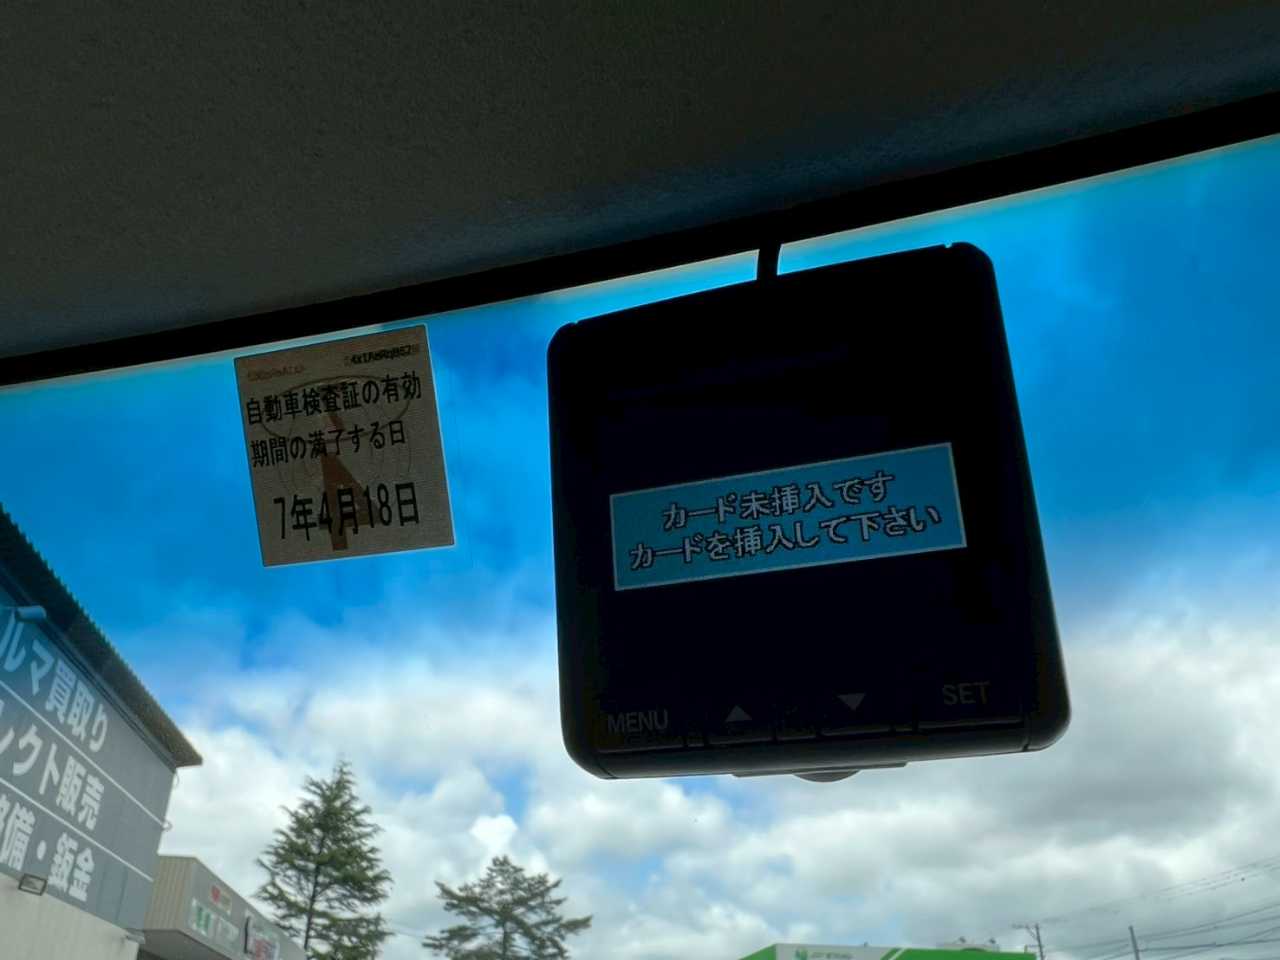 自動車検査証の有効
期間の満了する日
7年4月18日
カード未挿入です
カードを挿入して下さい
MENU
SET
ルマ買取り
レクト販売
備・鈑金